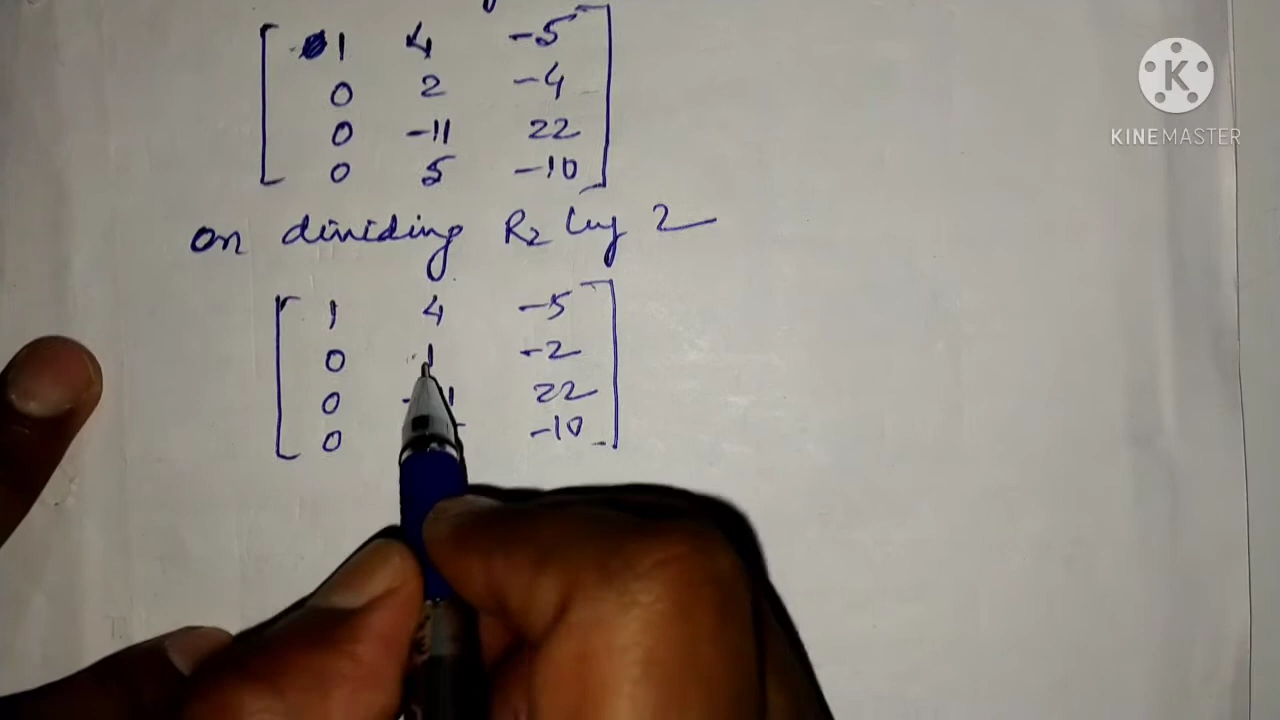 1 4 -5
0 2 -4
0 -11 22
0 5 -10
K
KINEMASTER
on dividing R2 by 2
1 4 -5
0 1 -2
0 22
0 -10